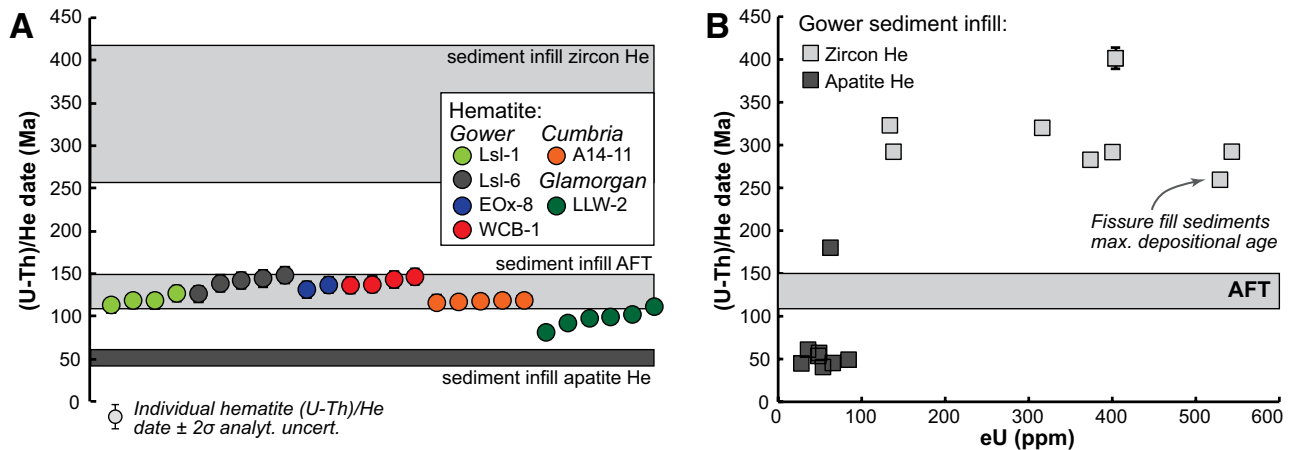 A
450
400
350
300
250
200
150
100
50
0
(U-Th)/He date (Ma)
sediment infill zircon He
Hematite:
Gower Cumbria
Lsl-1 A14-11
Lsl-6 Glamorgan
EOx-8 LLW-2
WCB-1
sediment infill AFT
sediment infill apatite He
Individual hematite (U-Th)/He
date ± 2σ analyt. uncert.
B
450
400
350
300
250
200
150
100
50
0
(U-Th)/He date (Ma)
Gower sediment infill:
Zircon He
Apatite He
Fissure fill sediments
max. depositional age
AFT
0 100 200 300 400 500 600
eU (ppm)